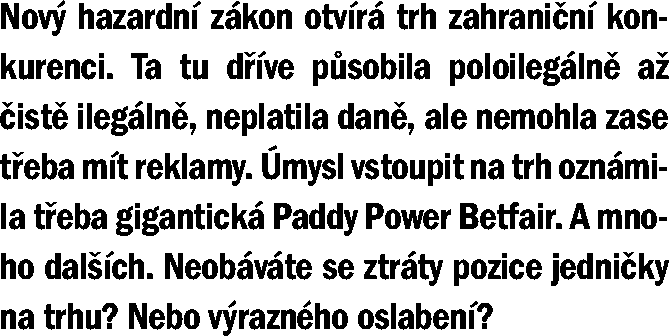 Nový hazardní zákon otvírá trh zahraniční kon-
kurenci. Ta tu dříve působila poloilegálně až
čistě ilegálně, neplatila daně, ale nemohla zase
třeba mít reklamy. Úmysl vstoupit na trh oznámi-
la třeba gigantická Paddy Power Betfair. A mno-
ho dalších. Neobáváte se ztráty pozice jedničky
na trhu? Nebo výrazného oslabení?